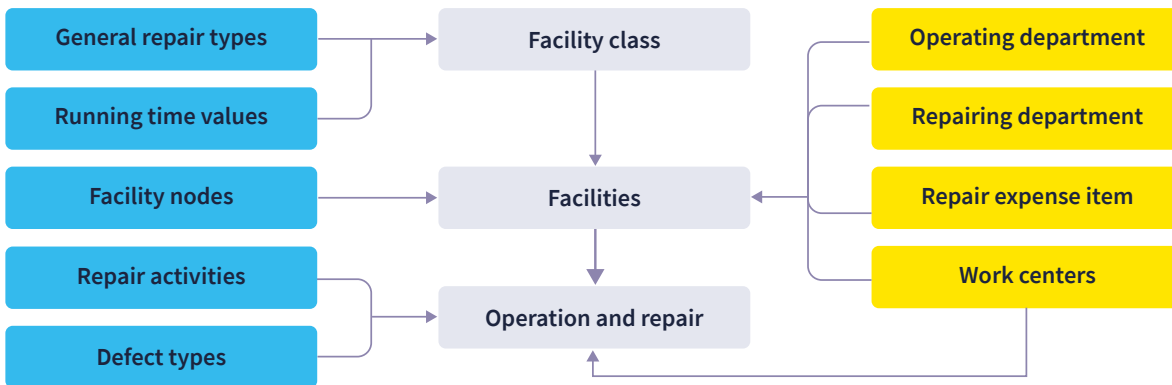 General repair types
Facility class
Operating department
Running time values
Repairing department
Facility nodes
Facilities
Repair expense item
Repair activities
Work centers
Operation and repair
Defect types